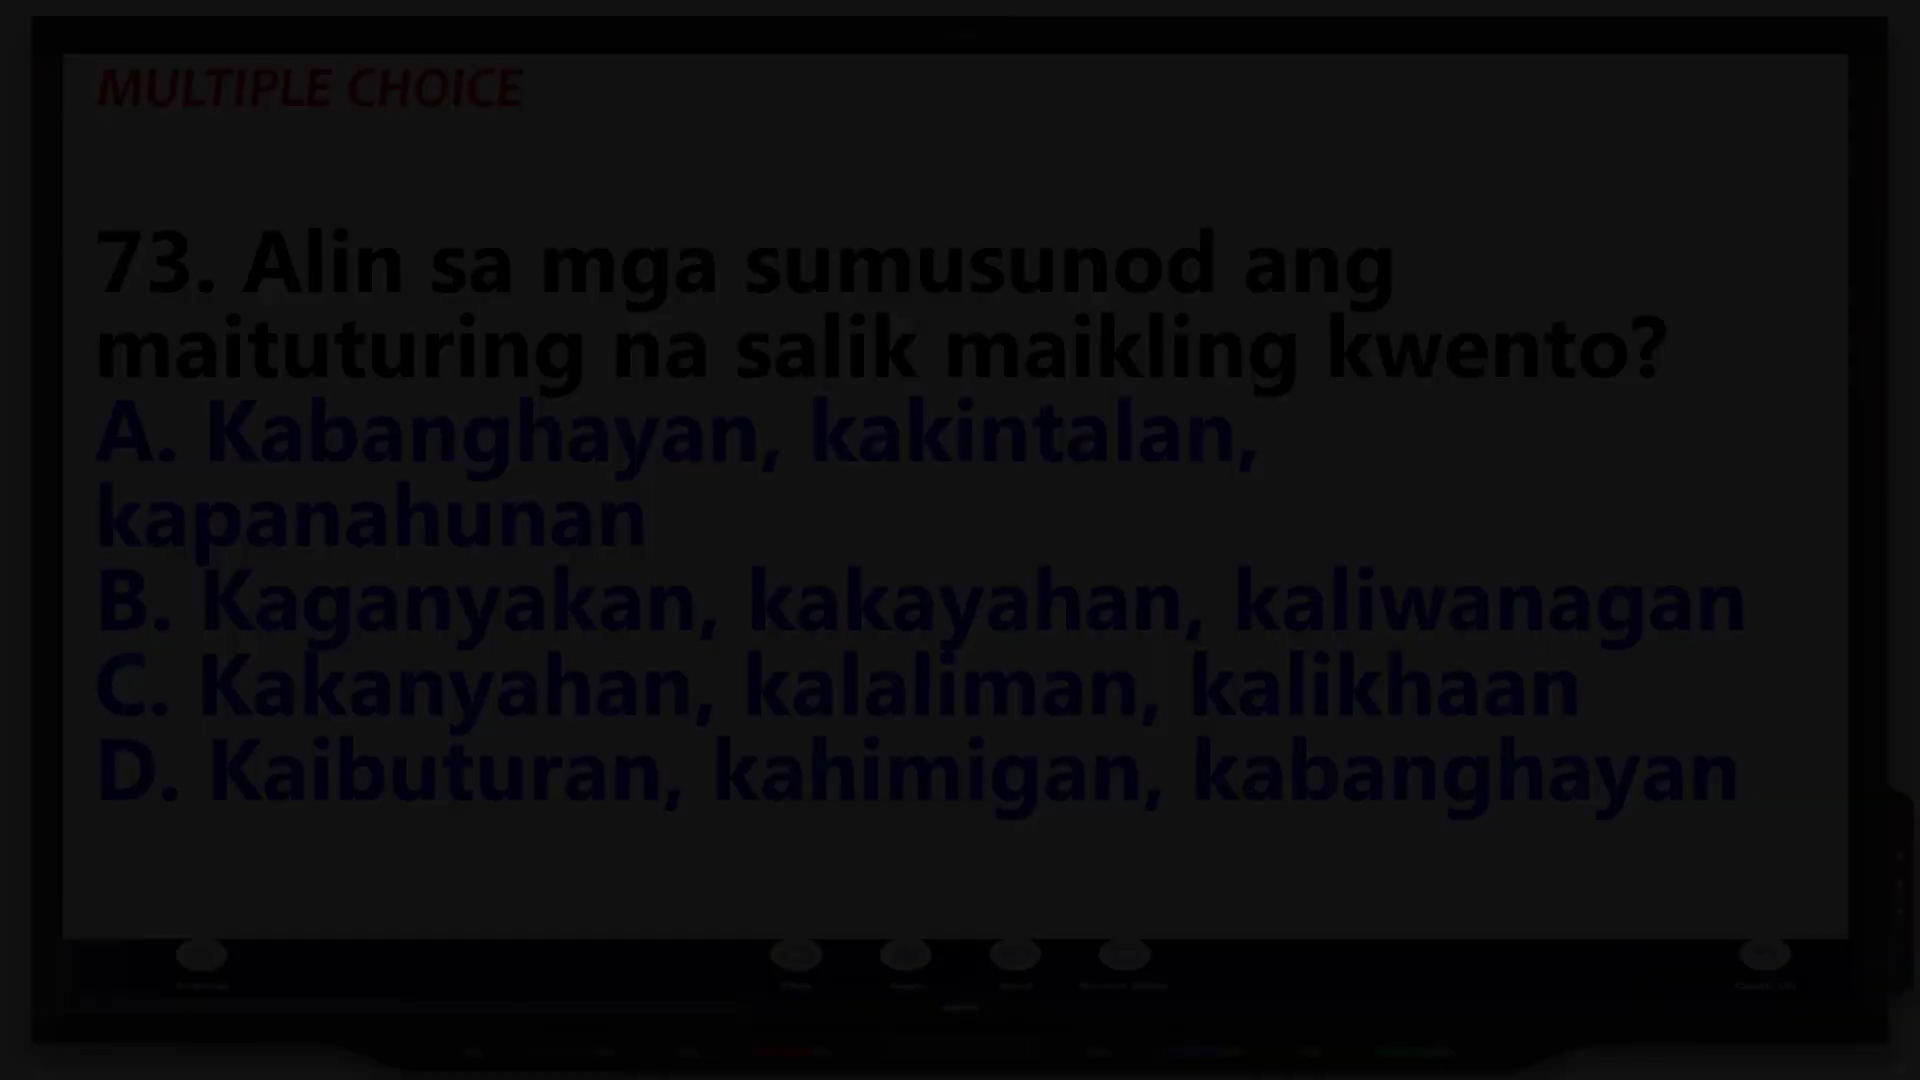 MULTIPLE CHOICE
73. Alin sa mga sumusunod ang
maituturing na salik maikling kwento?
A. Kabanghayan, kakintalan,
kapanahunan
B. Kaganyakan, kakayahan, kaliwanagan
C. Kakanyahan, kalaliman, kalikhaan
D. Kaibuturan, kahimigan, kabanghayan